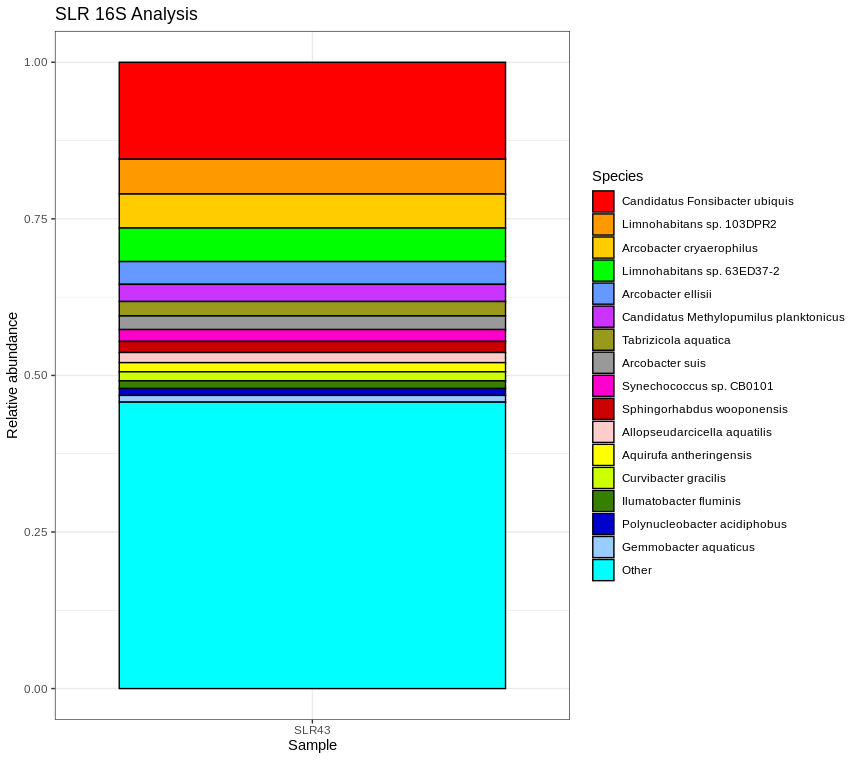 SLR 16S Analysis
1.00
0.75
0.50
0.25
0.00
Relative abundance
SLR43
Sample
Species
Candidatus Fonsibacter ubiquis
Limnohabitans sp. 103DPR2
Arcobacter cryaerophilus
Limnohabitans sp. 63ED37-2
Arcobacter ellisii
Candidatus Methylopumilus planktonicus
Tabrizicola aquatica
Arcobacter suis
Synechococcus sp. CB0101
Sphingorhabdus wooponensis
Allopseudarcicella aquatilis
Aquirufa antheringensis
Curvibacter gracilis
Ilumatobacter fluminis
Polynucleobacter acidiphobus
Gemmobacter aquaticus
Other